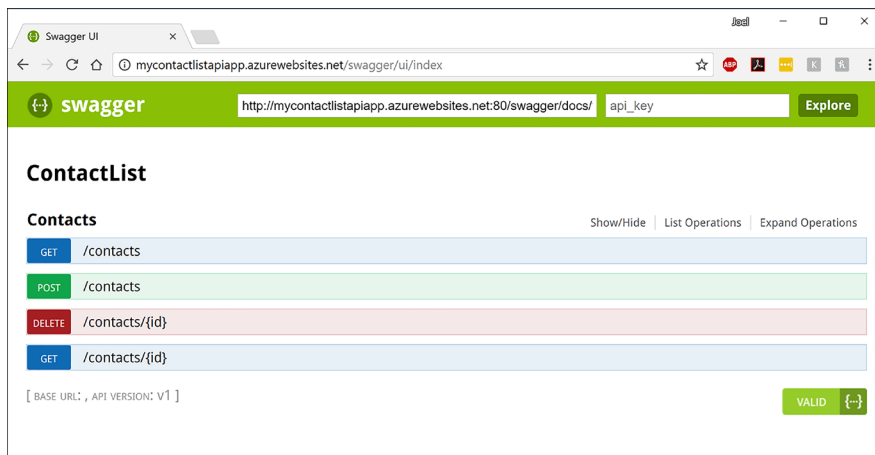 Joel
Swagger UI
mycontactlistapiapp.azurewebsites.net/swagger/ui/index
ABP
K
swagger
http://mycontactlistapiapp.azurewebsites.net:80/swagger/docs/
api_key
Explore
ContactList
Contacts
Show/Hide
List Operations
Expand Operations
GET /contacts
POST /contacts
DELETE /contacts/{id}
GET /contacts/{id}
[ BASE URL: , API VERSION: V1 ]
VALID {...}